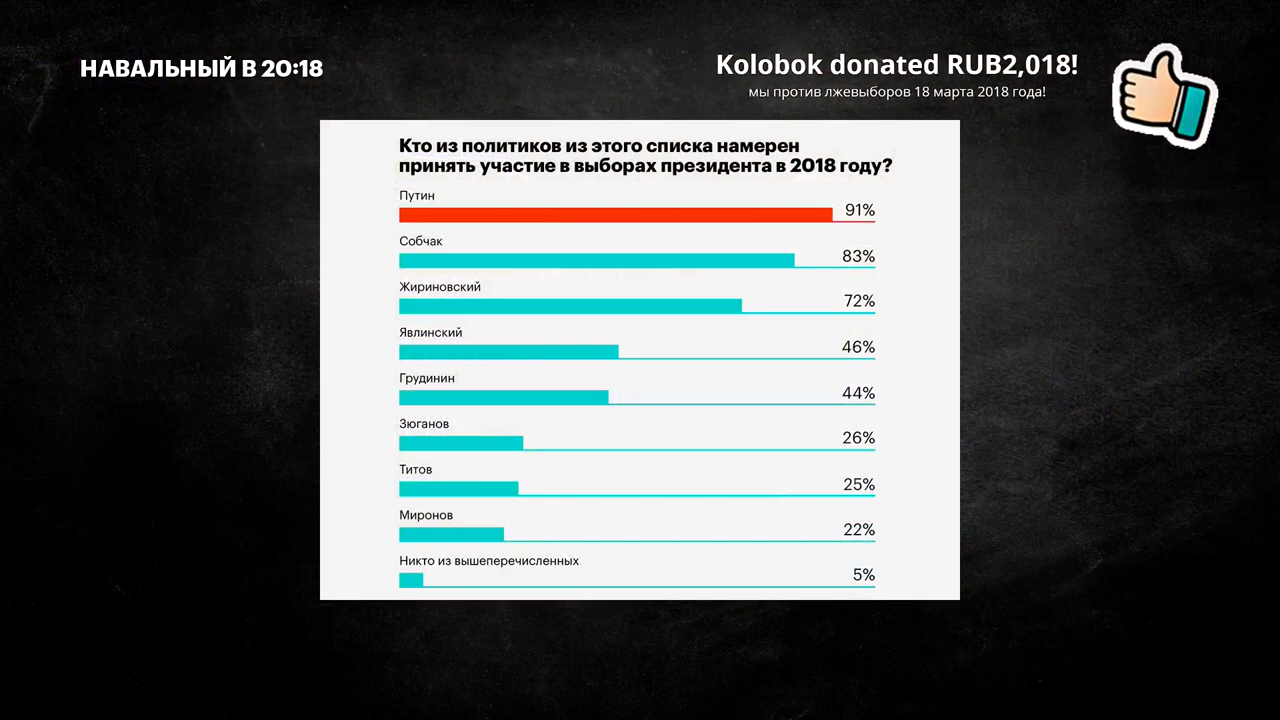 НАВАЛЬНЫЙ В 20:18
Kolobok donated RUB2,018!
мы против лжевыборов 18 марта 2018 года!
Кто из политиков из этого списка намерен
принять участие в выборах президента в 2018 году?
Путин
91%
Собчак
83%
Жириновский
72%
Явлинский
46%
Грудинин
44%
Зюганов
26%
Титов
25%
Миронов
22%
Никто из вышеперечисленных
5%